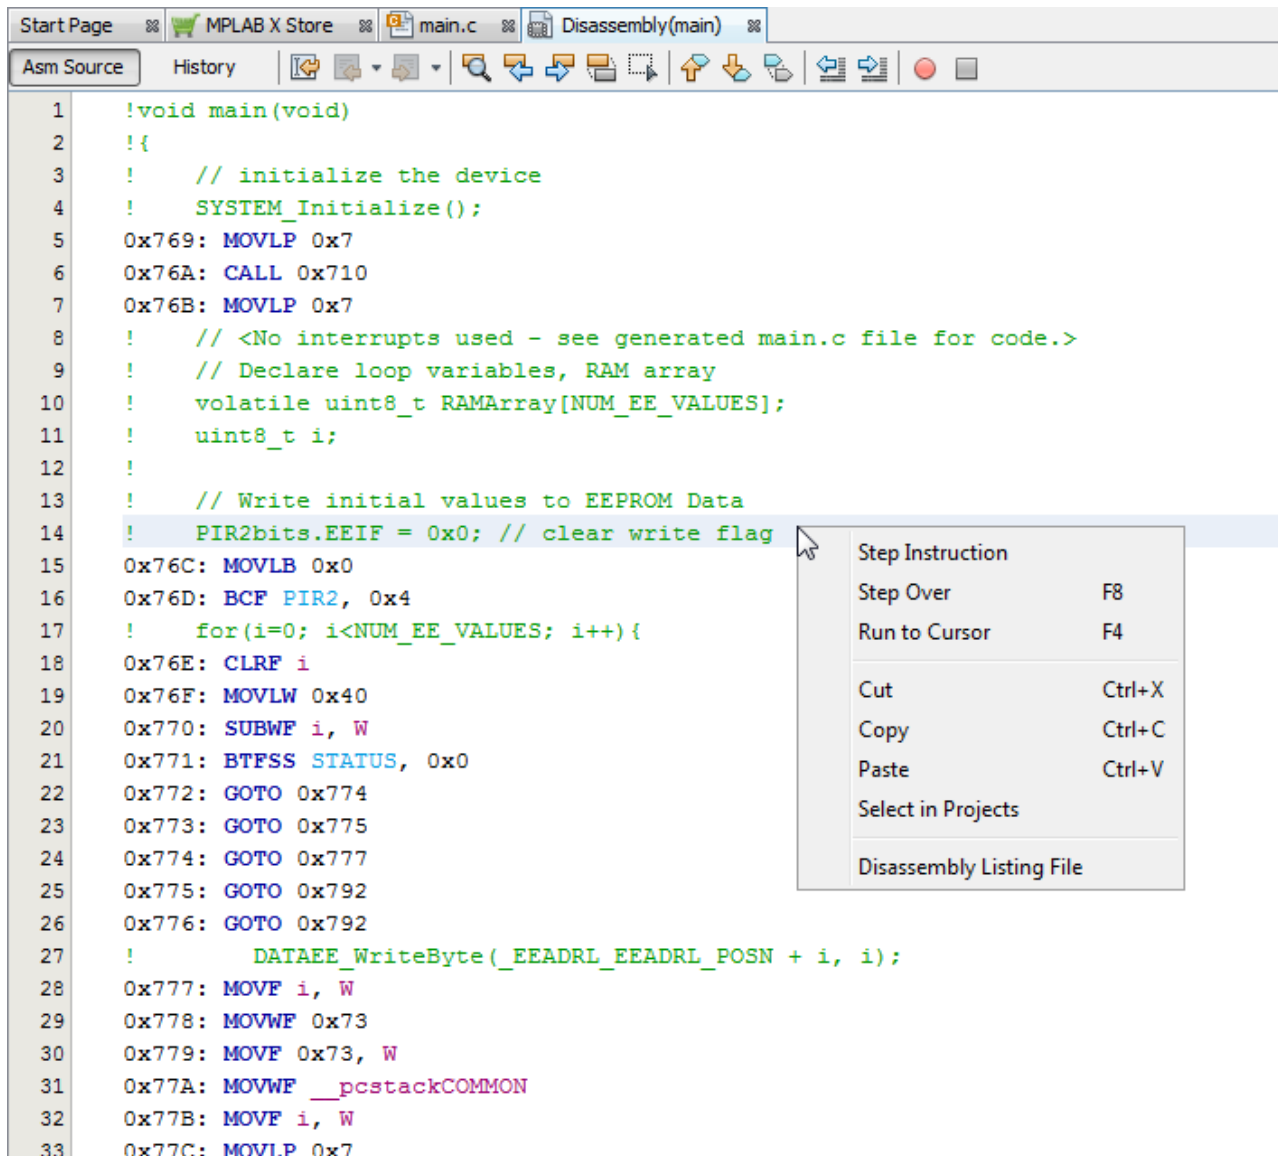 Start Page MPLAB X Store main.c Disassembly(main)
Asm Source History
1 !void main(void)
2 !{
3 !    // initialize the device
4 !    SYSTEM_Initialize();
5 0x769: MOVLP 0x7
6 0x76A: CALL 0x710
7 0x76B: MOVLP 0x7
8 !    // <No interrupts used - see generated main.c file for code.>
9 !    // Declare loop variables, RAM array
10 !    volatile uint8_t RAMArray[NUM_EE_VALUES];
11 !    uint8_t i;
12 !
13 !    // Write initial values to EEPROM Data
14 !    PIR2bits.EEIF = 0x0; // clear write flag
15 0x76C: MOVLB 0x0
16 0x76D: BCF PIR2, 0x4
17 !    for(i=0; i<NUM_EE_VALUES; i++){
18 0x76E: CLRF i
19 0x76F: MOVLW 0x40
20 0x770: SUBWF i, W
21 0x771: BTFSS STATUS, 0x0
22 0x772: GOTO 0x774
23 0x773: GOTO 0x775
24 0x774: GOTO 0x777
25 0x775: GOTO 0x792
26 0x776: GOTO 0x792
27 !        DATAEE_WriteByte(_EEADRL_EEADRL_POSN + i, i);
28 0x777: MOVF i, W
29 0x778: MOVWF 0x73
30 0x779: MOVF 0x73, W
31 0x77A: MOVWF __pcstackCOMMON
32 0x77B: MOVF i, W
33 0x77C: MOVLP 0x7
Step Instruction
Step Over F8
Run to Cursor F4
Cut Ctrl+X
Copy Ctrl+C
Paste Ctrl+V
Select in Projects
Disassembly Listing File